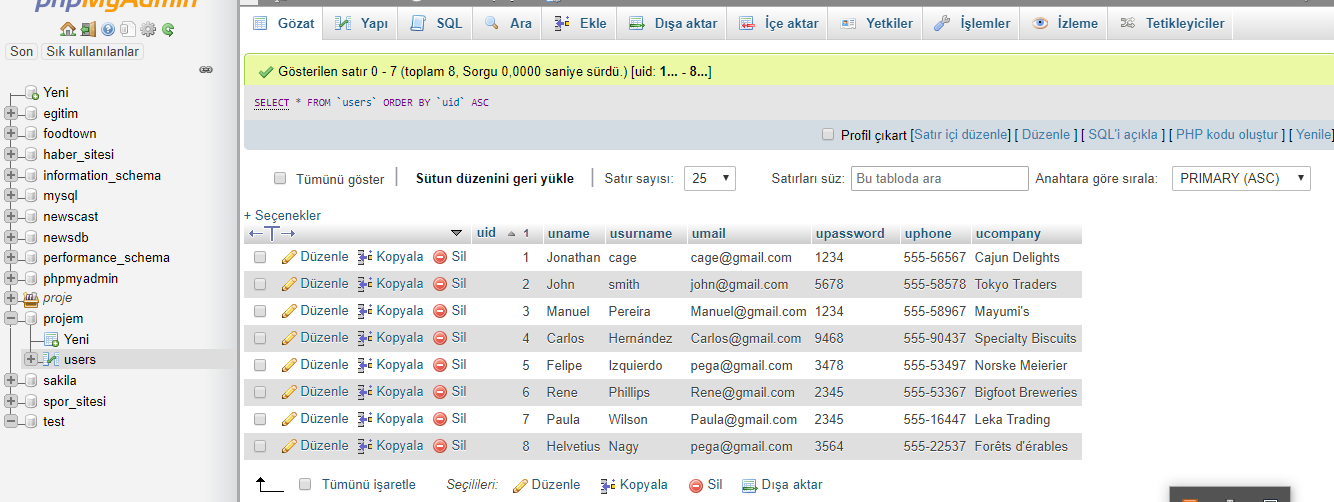 phpMyAdmin
Gözat Yapı SQL Ara Ekle Dışa aktar İçe aktar Yetkiler İşlemler İzleme Tetikleyiciler
Son Sık kullanılanlar
Yeni
egitim
foodtown
haber_sitesi
information_schema
mysql
newscast
newsdb
performance_schema
phpmyadmin
proje
projem
Yeni
users
sakila
spor_sitesi
test
Gösterilen satır 0 - 7 (toplam 8, Sorgu 0,0000 saniye sürdü.) [uid: 1... - 8...]
SELECT * FROM `users` ORDER BY `uid` ASC
Profil çıkart [Satır içi düzenle] [ Düzenle ] [ SQL'i açıkla ] [ PHP kodu oluştur ] [ Yenile]
Tümünü göster Sütun düzenini geri yükle Satır sayısı: 25 Satırları süz: Bu tabloda ara Anahtara göre sırala: PRIMARY (ASC)
+ Seçenekler
uid 1 uname usurname umail upassword uphone ucompany
Düzenle Kopyala Sil 1 Jonathan cage cage@gmail.com 1234 555-56567 Cajun Delights
Düzenle Kopyala Sil 2 John smith john@gmail.com 5678 555-58578 Tokyo Traders
Düzenle Kopyala Sil 3 Manuel Pereira Manuel@gmail.com 1234 555-58967 Mayumi's
Düzenle Kopyala Sil 4 Carlos Hernández Carlos@gmail.com 9468 555-90437 Specialty Biscuits
Düzenle Kopyala Sil 5 Felipe Izquierdo pega@gmail.com 3478 555-53497 Norske Meierier
Düzenle Kopyala Sil 6 Rene Phillips Rene@gmail.com 2345 555-53367 Bigfoot Breweries
Düzenle Kopyala Sil 7 Paula Wilson Paula@gmail.com 2345 555-16447 Leka Trading
Düzenle Kopyala Sil 8 Helvetius Nagy pega@gmail.com 3564 555-22537 Forêts d'érables
Tümünü işaretle Seçilileri: Düzenle Kopyala Sil Dışa aktar